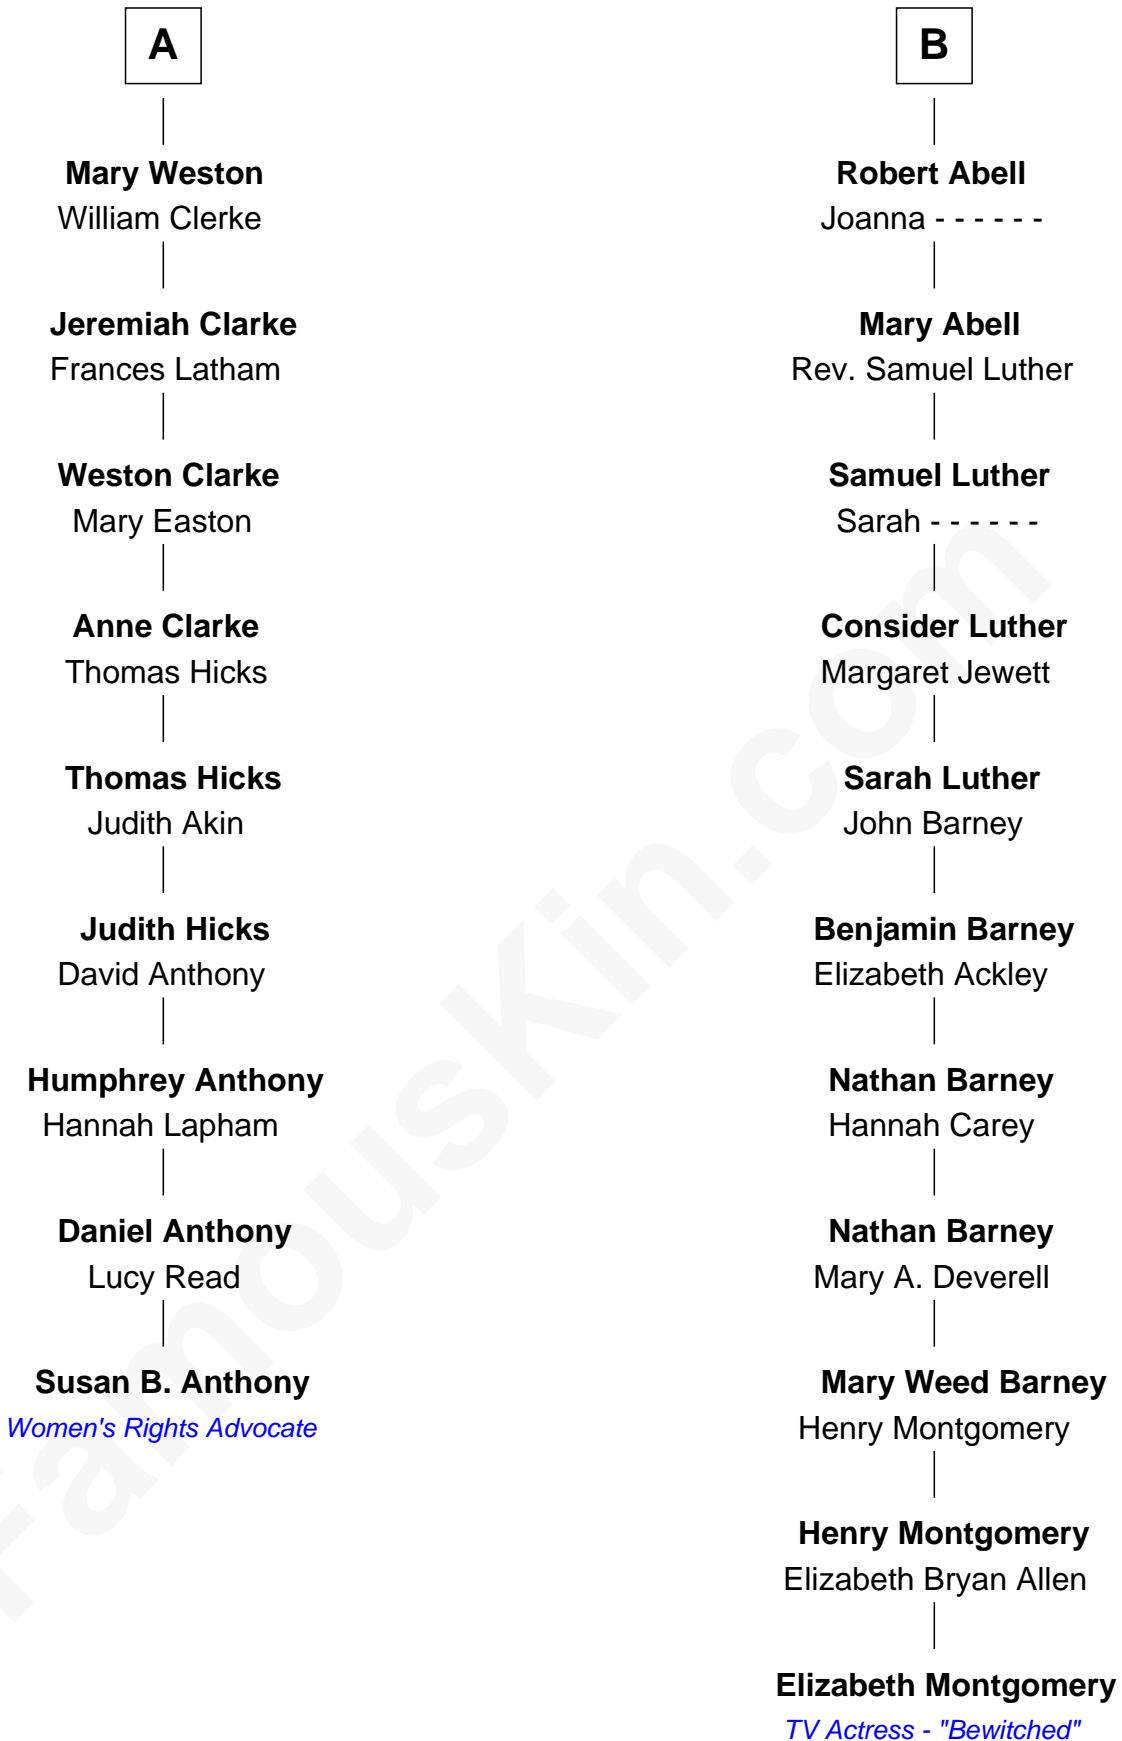 A
Mary Weston
William Clerke
Jeremiah Clarke
Frances Latham
Weston Clarke
Mary Easton
Anne Clarke
Thomas Hicks
Thomas Hicks
Judith Akin
Judith Hicks
David Anthony
Humphrey Anthony
Hannah Lapham
Daniel Anthony
Lucy Read
Susan B. Anthony
Women's Rights Advocate
B
Robert Abell
Joanna - - - - - -
Mary Abell
Rev. Samuel Luther
Samuel Luther
Sarah - - - - - -
Consider Luther
Margaret Jewett
Sarah Luther
John Barney
Benjamin Barney
Elizabeth Ackley
Nathan Barney
Hannah Carey
Nathan Barney
Mary A. Deverell
Mary Weed Barney
Henry Montgomery
Henry Montgomery
Elizabeth Bryan Allen
Elizabeth Montgomery
TV Actress - "Bewitched"
FamousKin.com